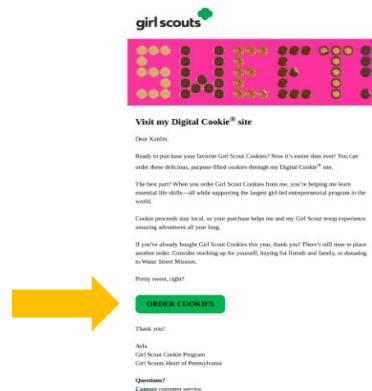 girl scouts
SWEET!
Visit my Digital Cookie® site
Dear Kaitlin,
Ready to purchase your favorite Girl Scout Cookies? Now it's easier than ever! You can
order these delicious, purpose-filled cookies through my Digital Cookie® site.
The best part? When you order Girl Scout Cookies from me, you're helping me learn
essential life skills—all while supporting the largest girl-led entrepreneurial program in the
world.
Cookie proceeds stay local, so your purchase helps me and my Girl Scout troop experience
amazing adventures all year long.
If you've already bought Girl Scout Cookies this year, thank you! There's still time to place
another order. Consider stocking up for yourself, buying for friends and family, or donating
to Water Street Mission.
Pretty sweet, right?
ORDER COOKIES
Thank you!
Ayla
Girl Scout Cookie Program
Girl Scouts Heart of Pennsylvania
Questions?
Contact customer service.